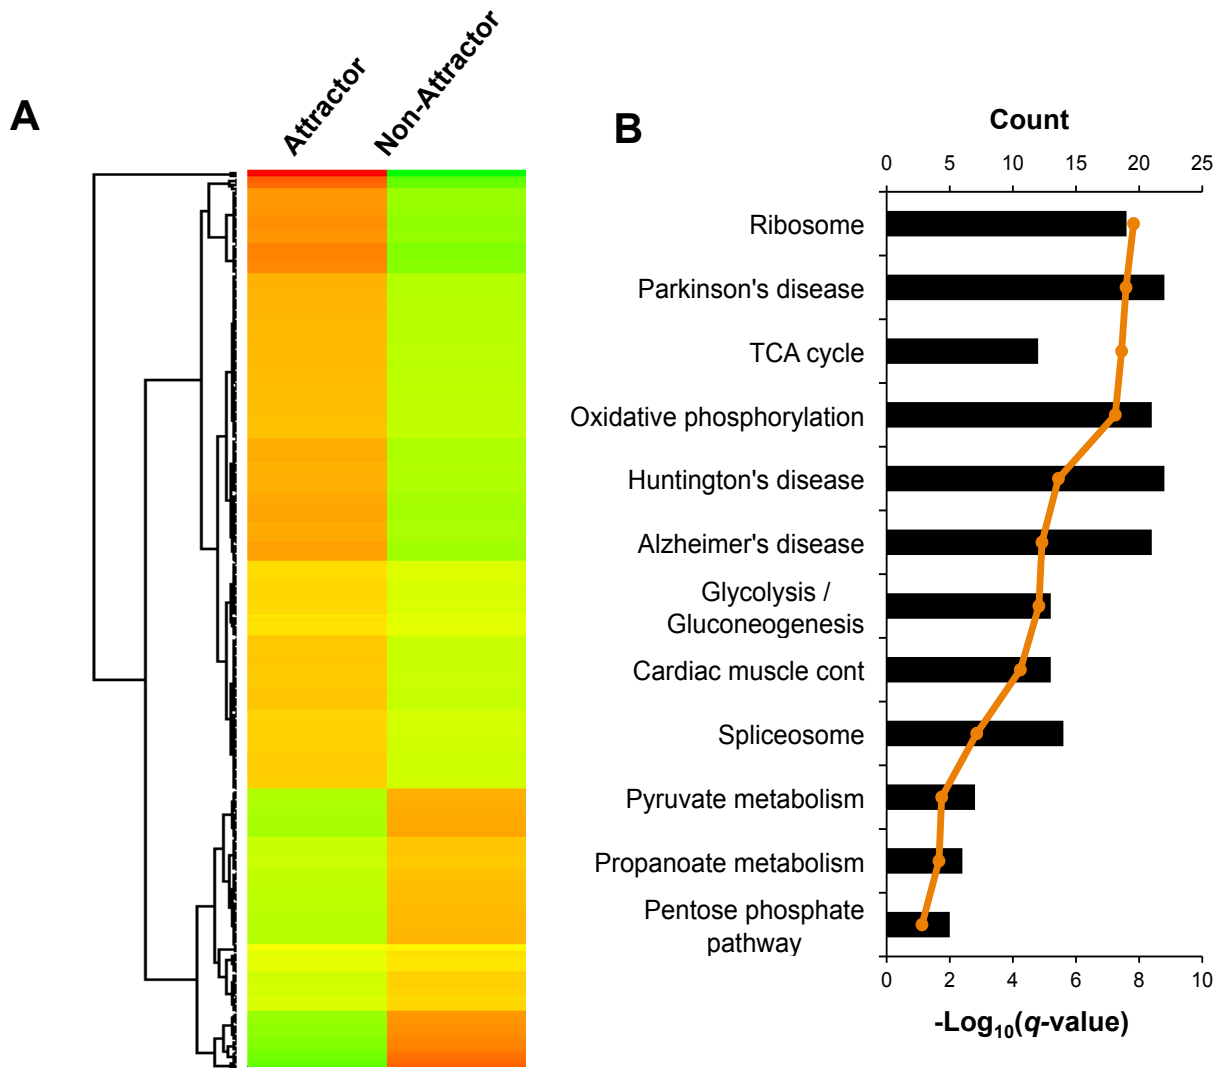 A
Attractor
Non-Attractor
B
Count
0 5 10 15 20 25
Ribosome
Parkinson's disease
TCA cycle
Oxidative phosphorylation
Huntington's disease
Alzheimer's disease
Glycolysis /
Gluconeogenesis
Cardiac muscle cont
Spliceosome
Pyruvate metabolism
Propanoate metabolism
Pentose phosphate
pathway
0 2 4 6 8 10
-Log₁₀(q-value)